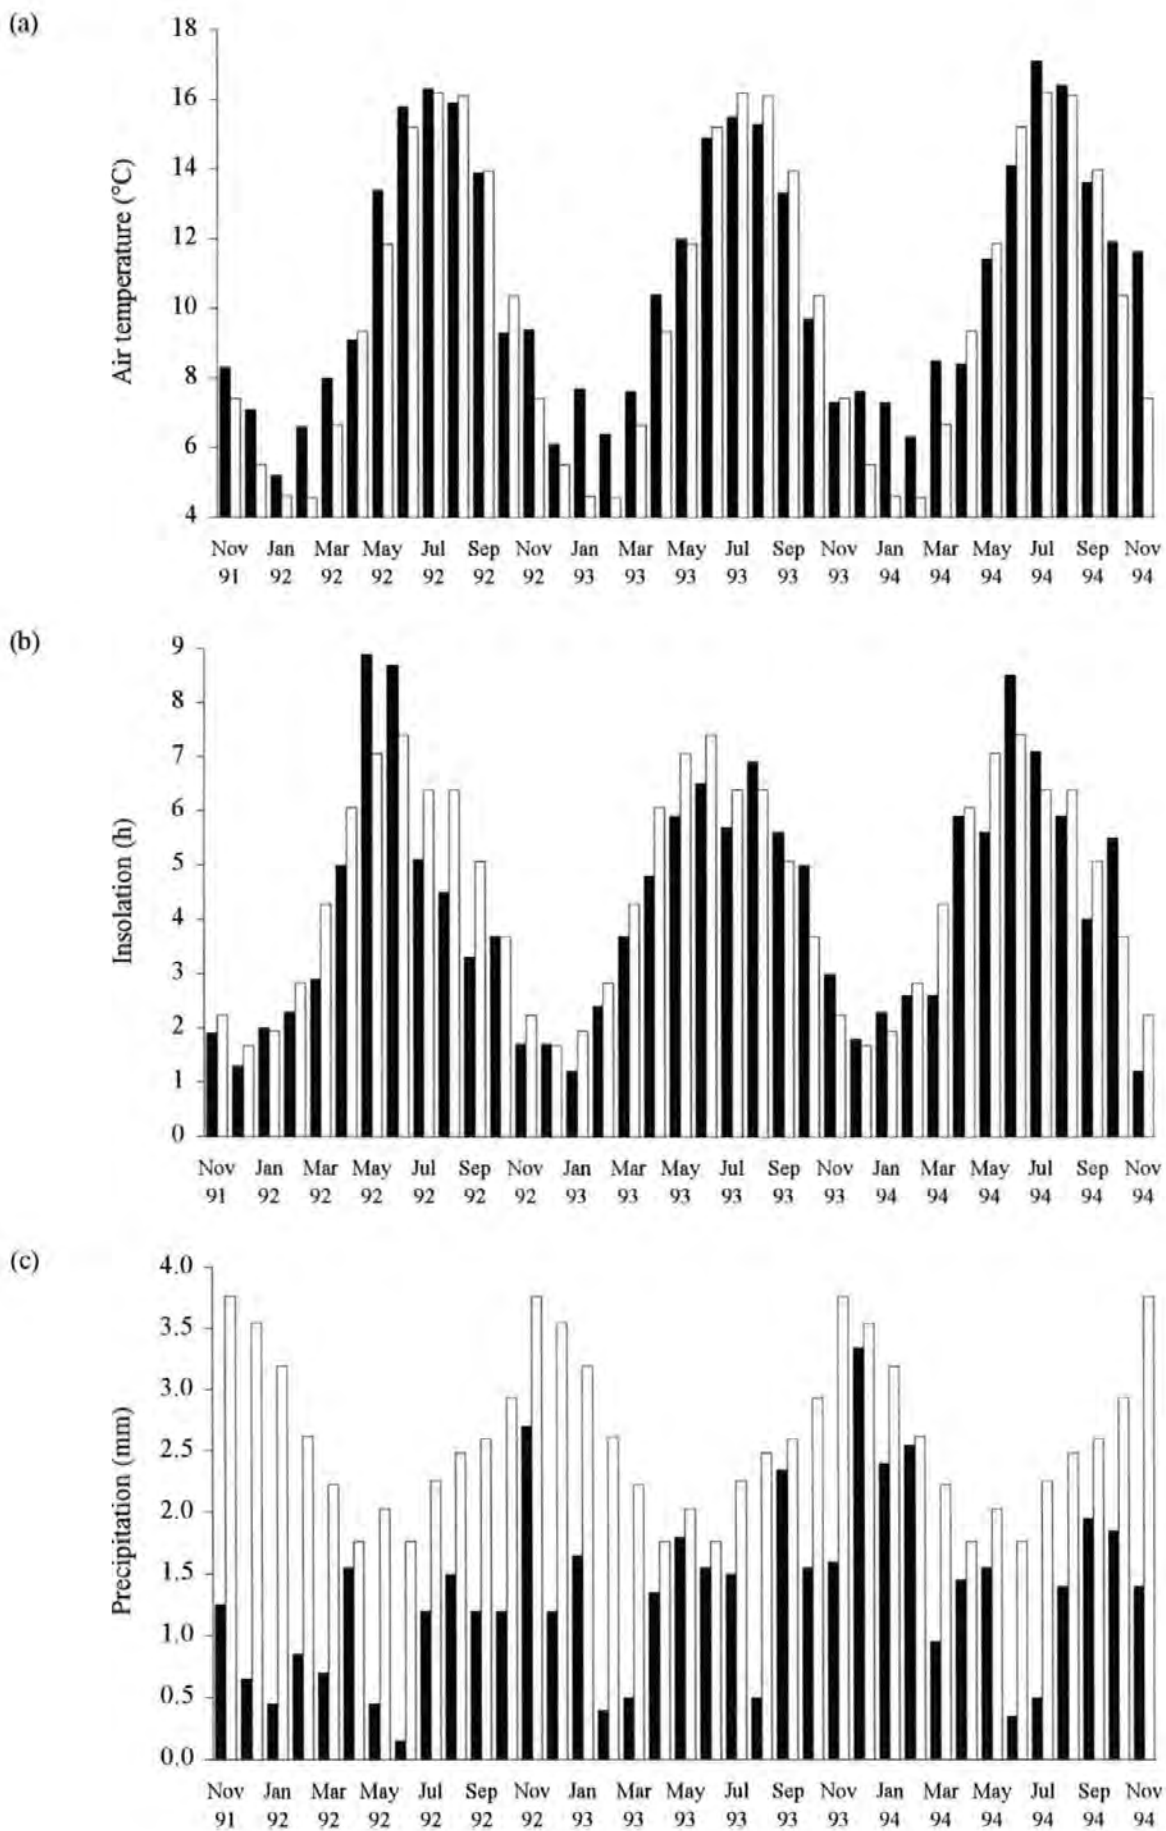 (a)
18
16
14
12
10
8
6
4
Air temperature (°C)
Nov Jan Mar May Jul Sep Nov Jan Mar May Jul Sep Nov Jan Mar May Jul Sep Nov
91 92 92 92 92 92 92 93 93 93 93 93 93 94 94 94 94 94 94
(b)
9
8
7
6
5
4
3
2
1
0
Insolation (h)
Nov Jan Mar May Jul Sep Nov Jan Mar May Jul Sep Nov Jan Mar May Jul Sep Nov
91 92 92 92 92 92 92 93 93 93 93 93 93 94 94 94 94 94 94
(c)
4.0
3.5
3.0
2.5
2.0
1.5
1.0
0.5
0.0
Precipitation (mm)
Nov Jan Mar May Jul Sep Nov Jan Mar May Jul Sep Nov Jan Mar May Jul Sep Nov
91 92 92 92 92 92 92 93 93 93 93 93 93 94 94 94 94 94 94